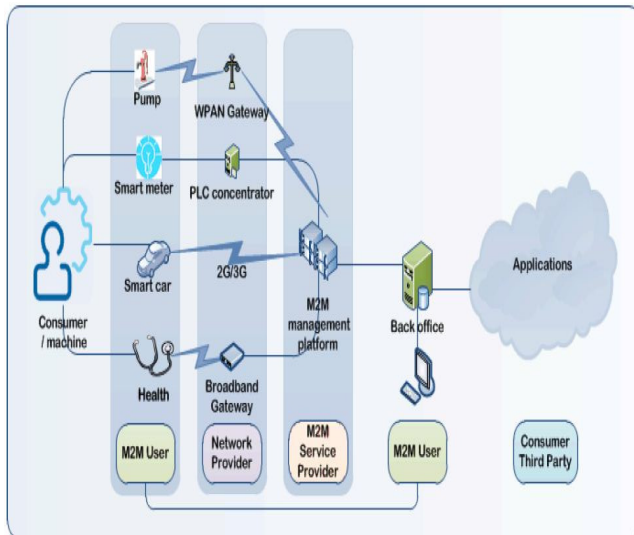 Pump
WPAN Gateway
Smart meter
PLC concentrator
Smart car
2G/3G
M2M
management
platform
Back office
Applications
Consumer
/ machine
Health
Broadband
Gateway
M2M User
Network
Provider
M2M
Service
Provider
M2M User
Consumer
Third Party